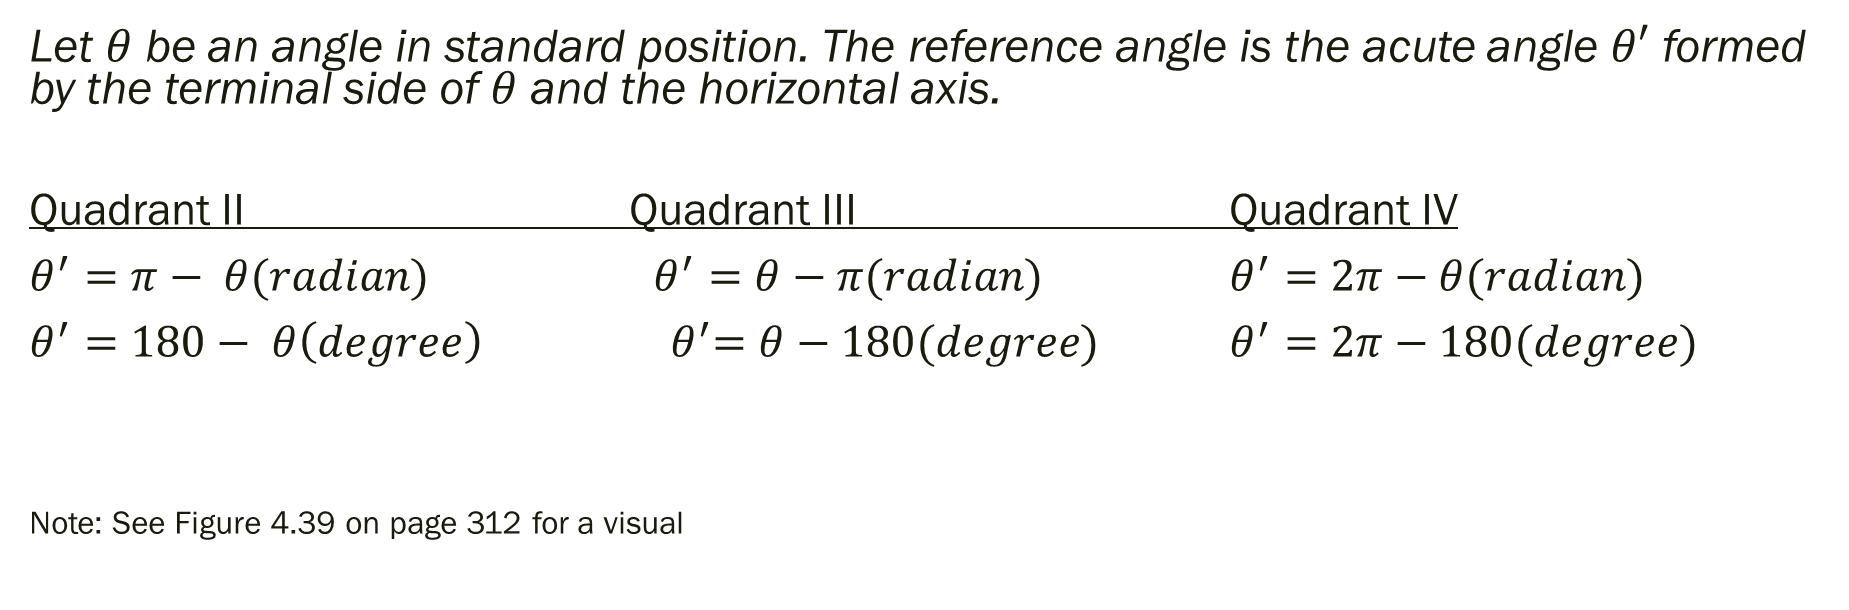 Let θ be an angle in standard position. The reference angle is the acute angle θ′ formed
by the terminal side of θ and the horizontal axis.
Quadrant II Quadrant III Quadrant IV
θ′ = π − θ(radian) θ′ = θ − π(radian) θ′ = 2π − θ(radian)
θ′ = 180 − θ(degree) θ′= θ − 180(degree) θ′ = 2π − 180(degree)
Note: See Figure 4.39 on page 312 for a visual